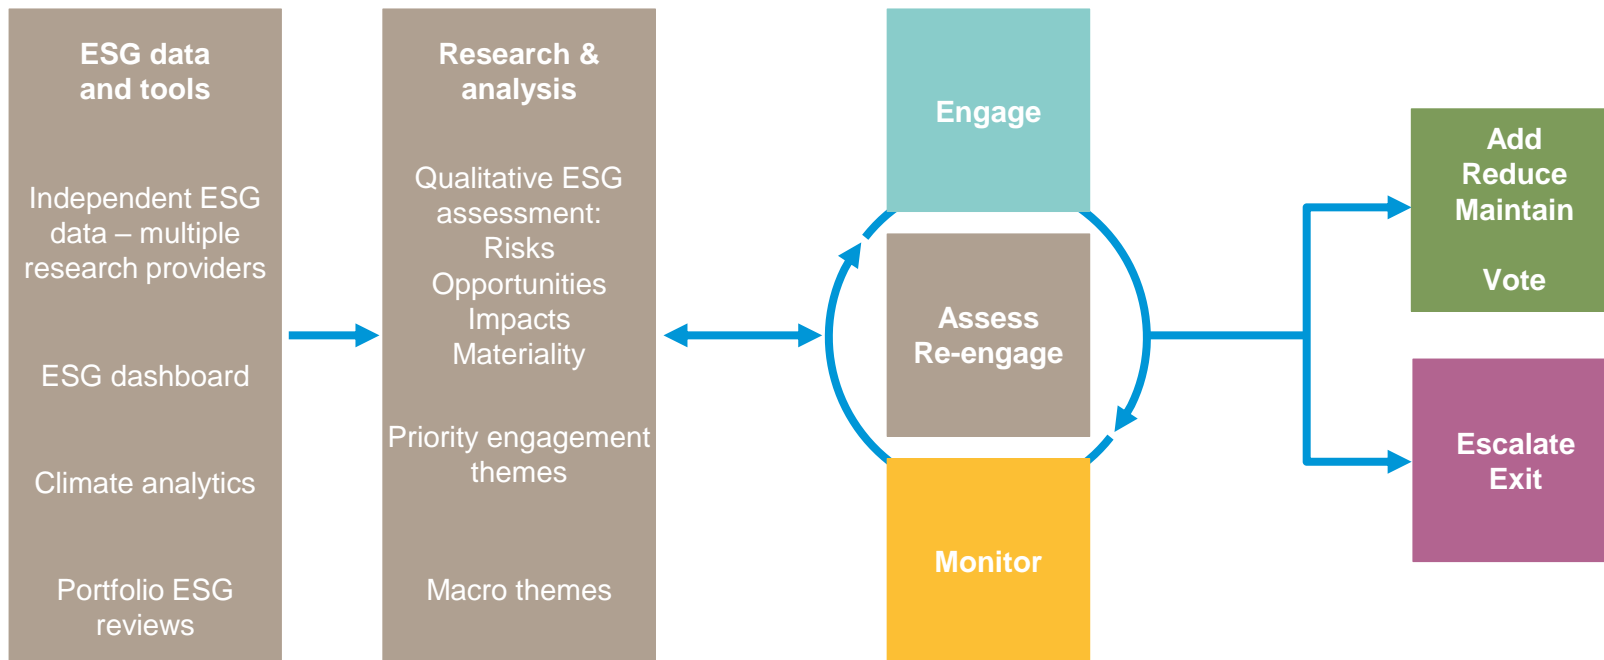 ESG data
and tools
Independent ESG
data – multiple
research providers
ESG dashboard
Climate analytics
Portfolio ESG
reviews
Research &
analysis
Qualitative ESG
assessment:
Risks
Opportunities
Impacts
Materiality
Priority engagement
themes
Macro themes
Engage
Assess
Re-engage
Monitor
Add
Reduce
Maintain
Vote
Escalate
Exit